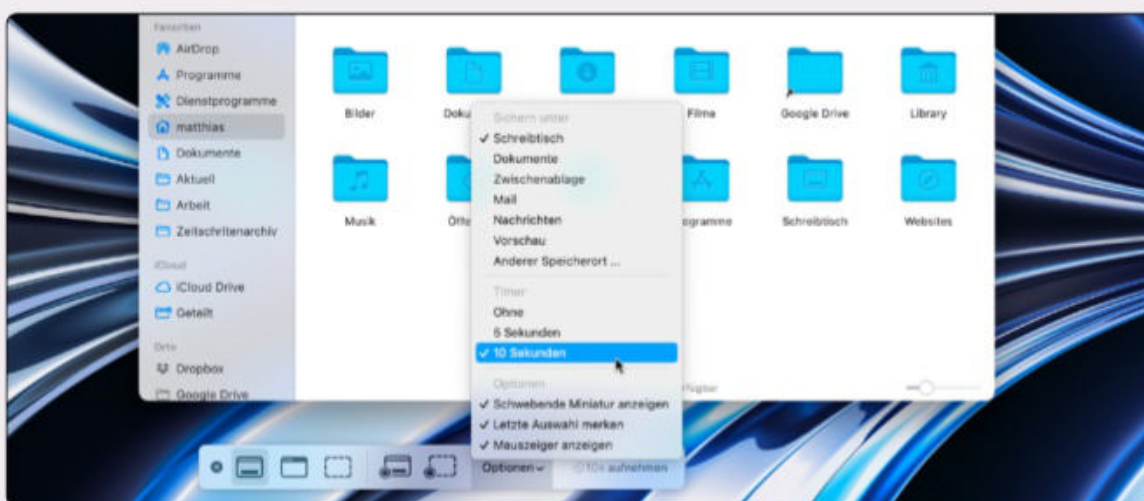 Favoriten
AirDrop
Programme
Dienstprogramme
matthias
Dokumente
Aktuell
Arbeit
Zeitschriftenarchiv
iCloud
iCloud Drive
Geteilt
Orte
Dropbox
Google Drive
Bilder
Filme
Google Drive
Library
Musik
Schreibtisch
Websites
Sichern unter
Schreibtisch
Dokumente
Zwischenablage
Mail
Nachrichten
Vorschau
Anderer Speicherort ...
Timer
Ohne
5 Sekunden
10 Sekunden
Optionen
Schwebende Miniatur anzeigen
Letzte Auswahl merken
Mauszeiger anzeigen
Optionen
10s aufnehmen